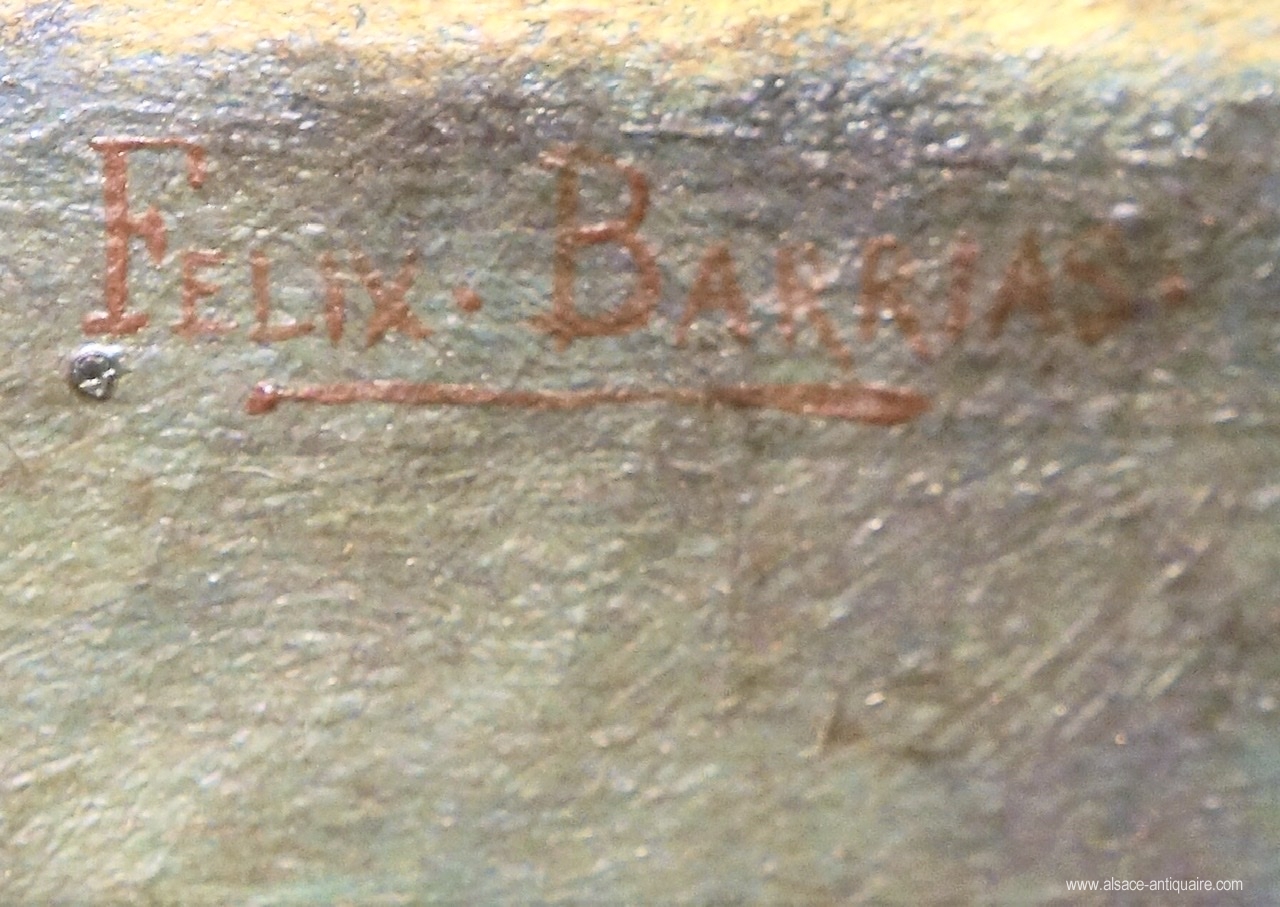 FELIX · BARRIAS ·
www.alsace-antiquaire.com